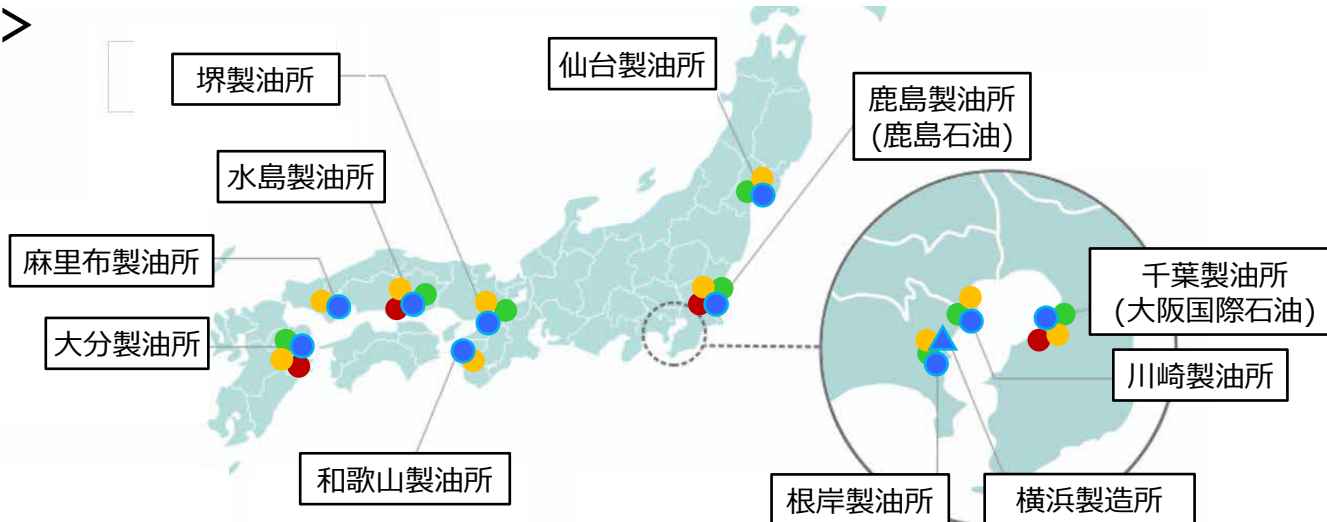 >
堺製油所
仙台製油所
鹿島製油所
(鹿島石油)
水島製油所
麻里布製油所
千葉製油所
(大阪国際石油)
大分製油所
川崎製油所
和歌山製油所
根岸製油所
横浜製造所